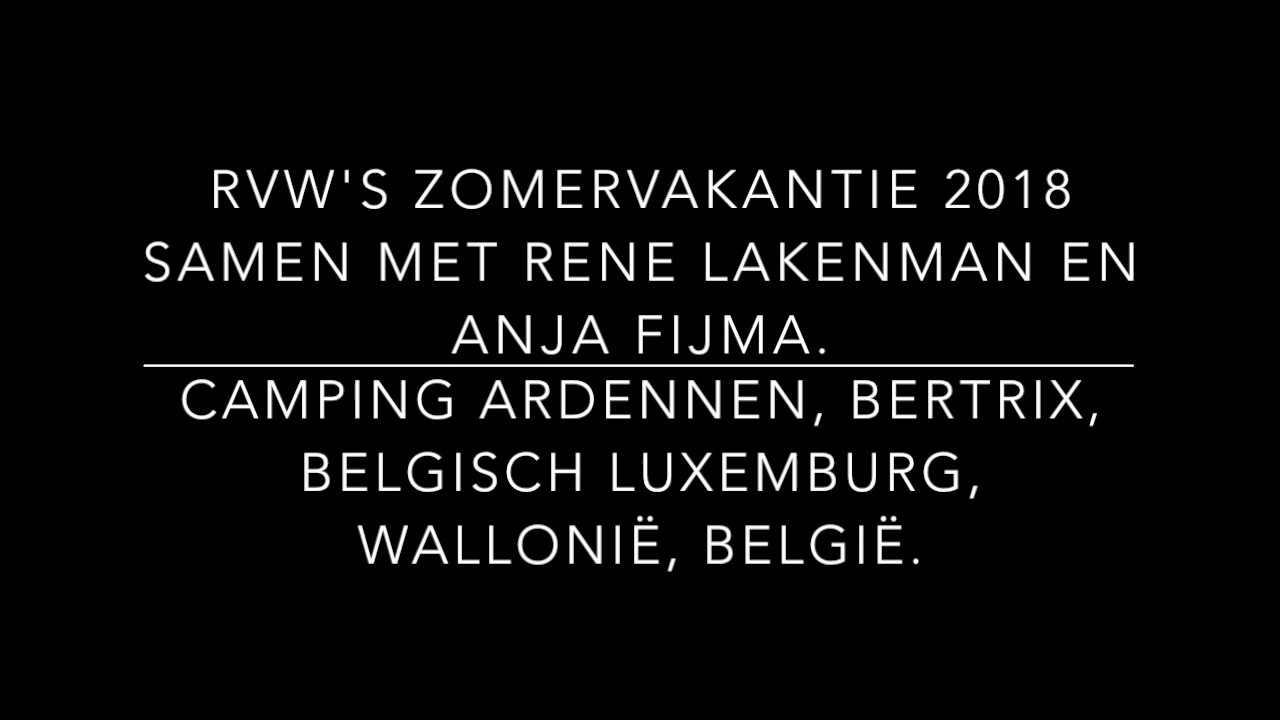 RVW'S ZOMERVAKANTIE 2018
SAMEN MET RENE LAKENMAN EN
ANJA FIJMA.
CAMPING ARDENNEN, BERTRIX,
BELGISCH LUXEMBURG,
WALLONIË, BELGIË.